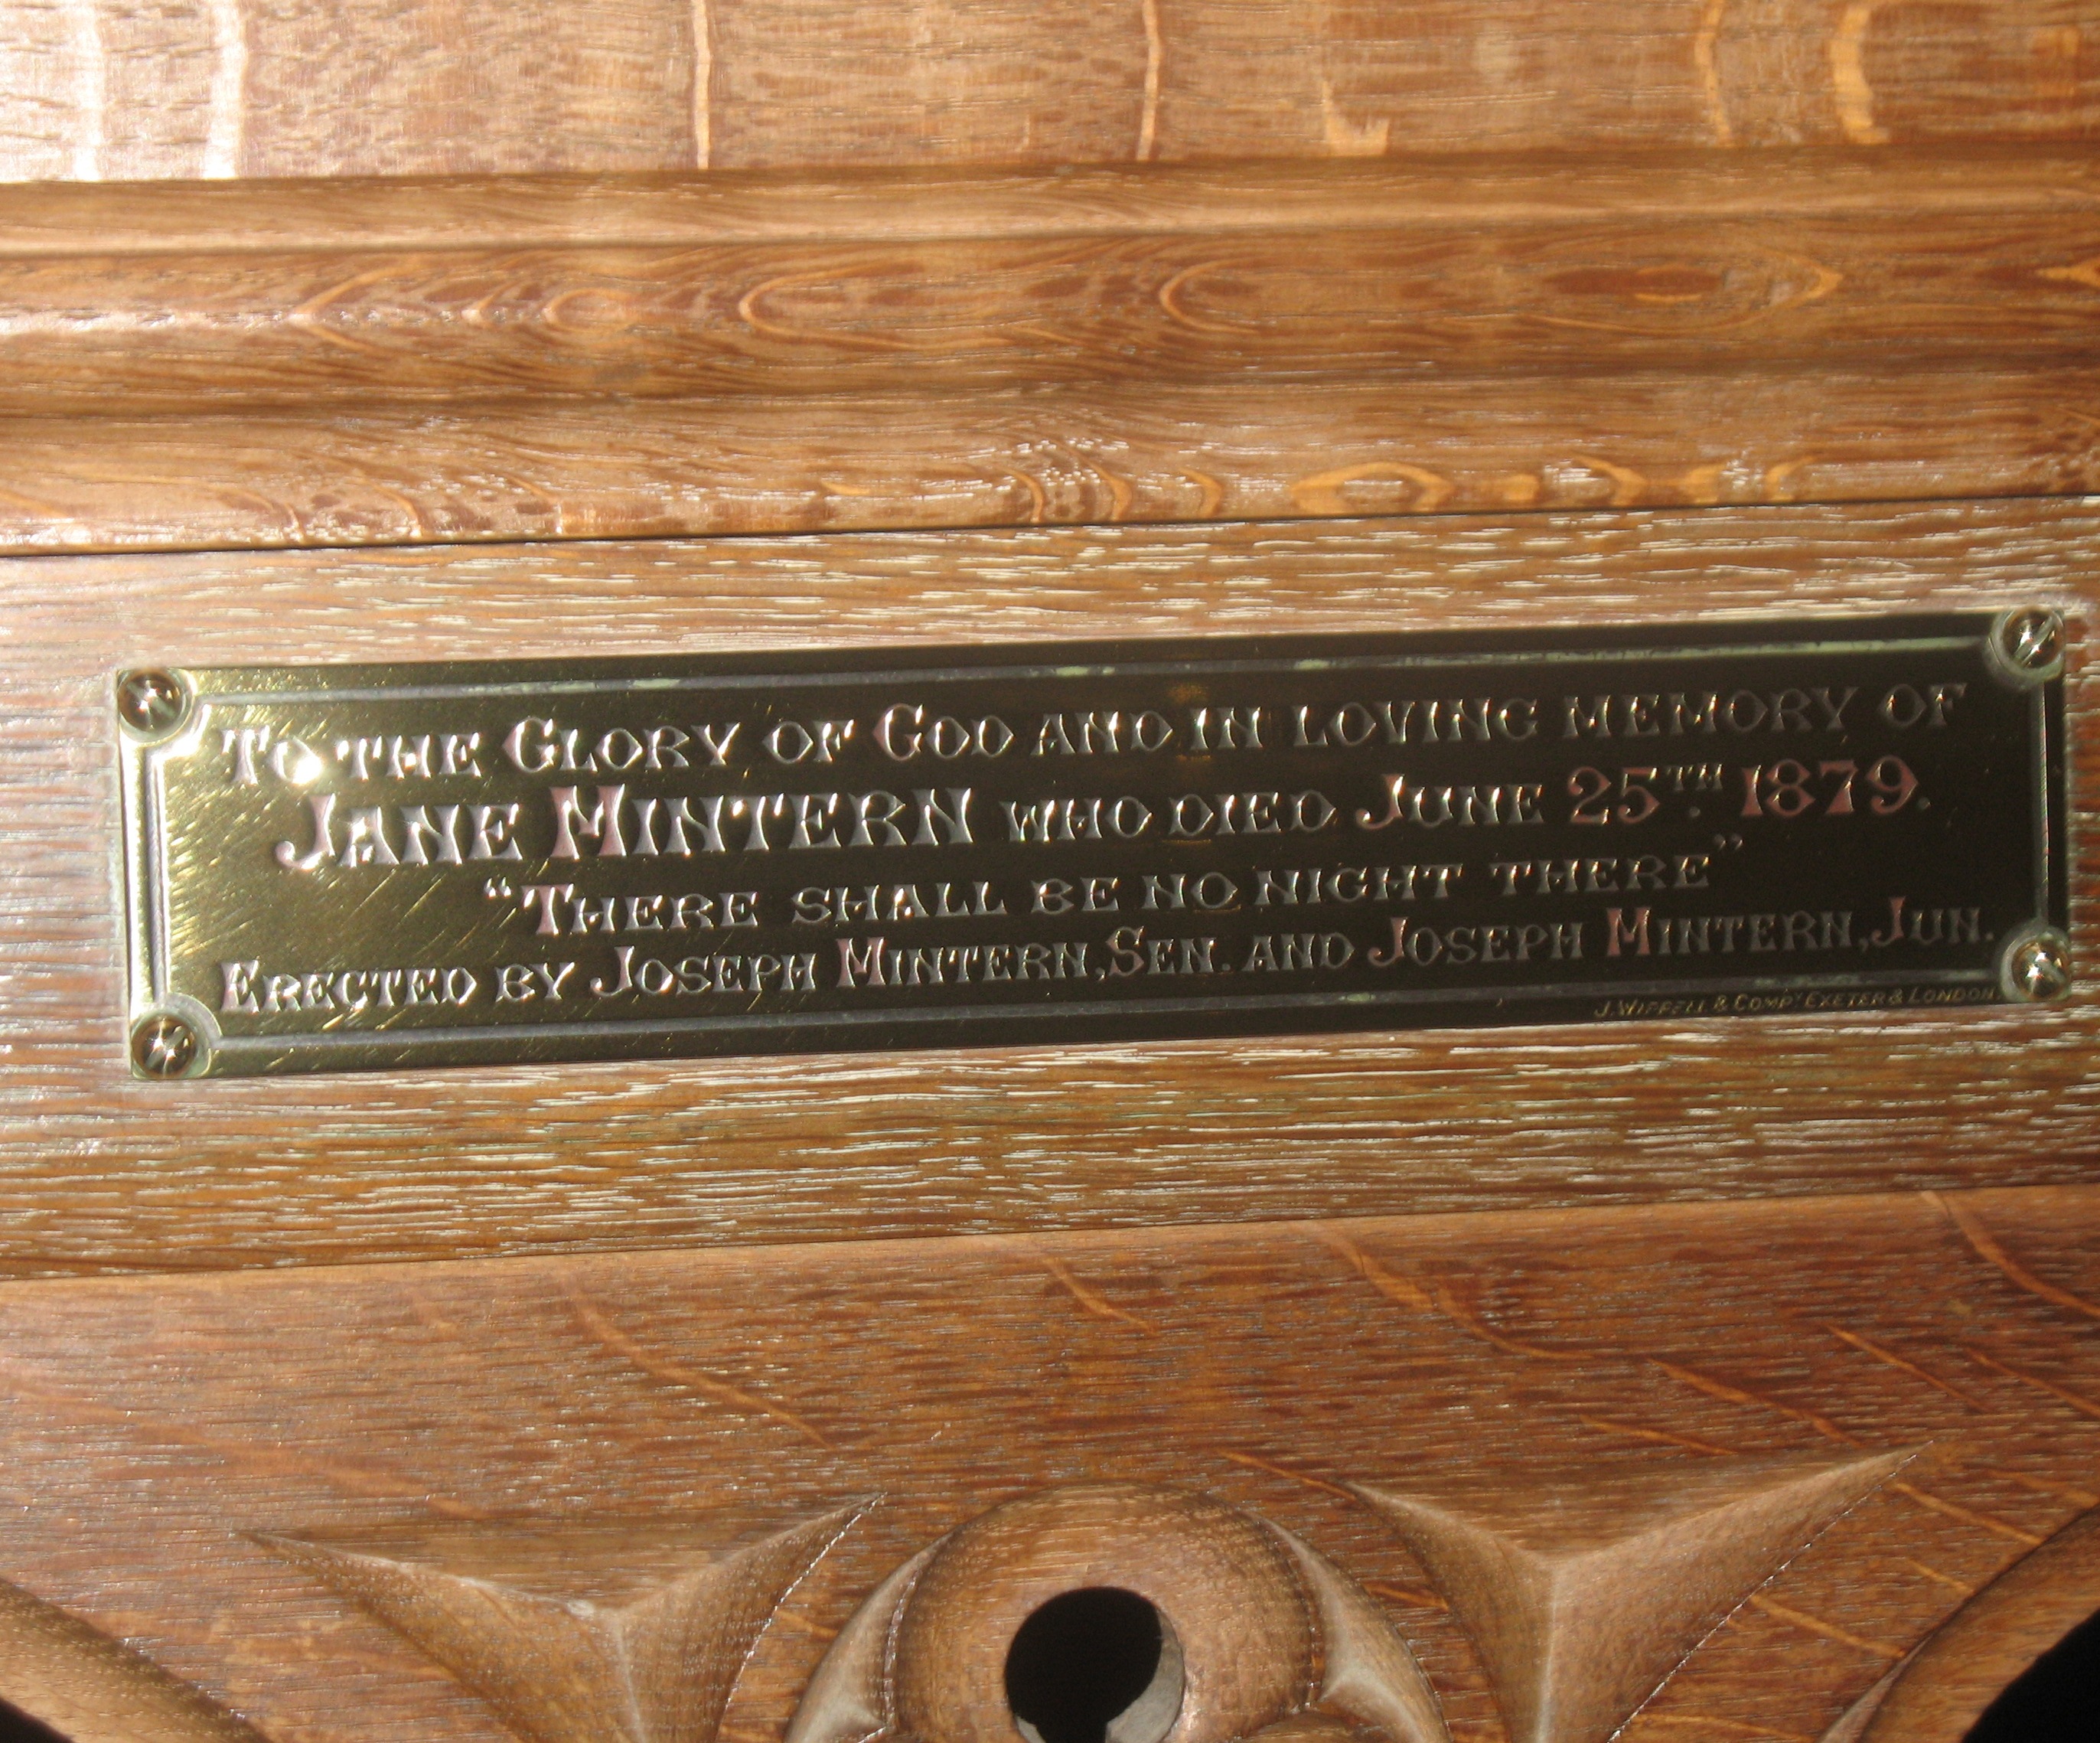 To the Glory of God and in loving memory of
Jane Mintern who died June 25TH. 1879.
"There shall be no night there"
Erected by Joseph Mintern, Sen. and Joseph Mintern, Jun.
J. Wippell & Compy Exeter & London.